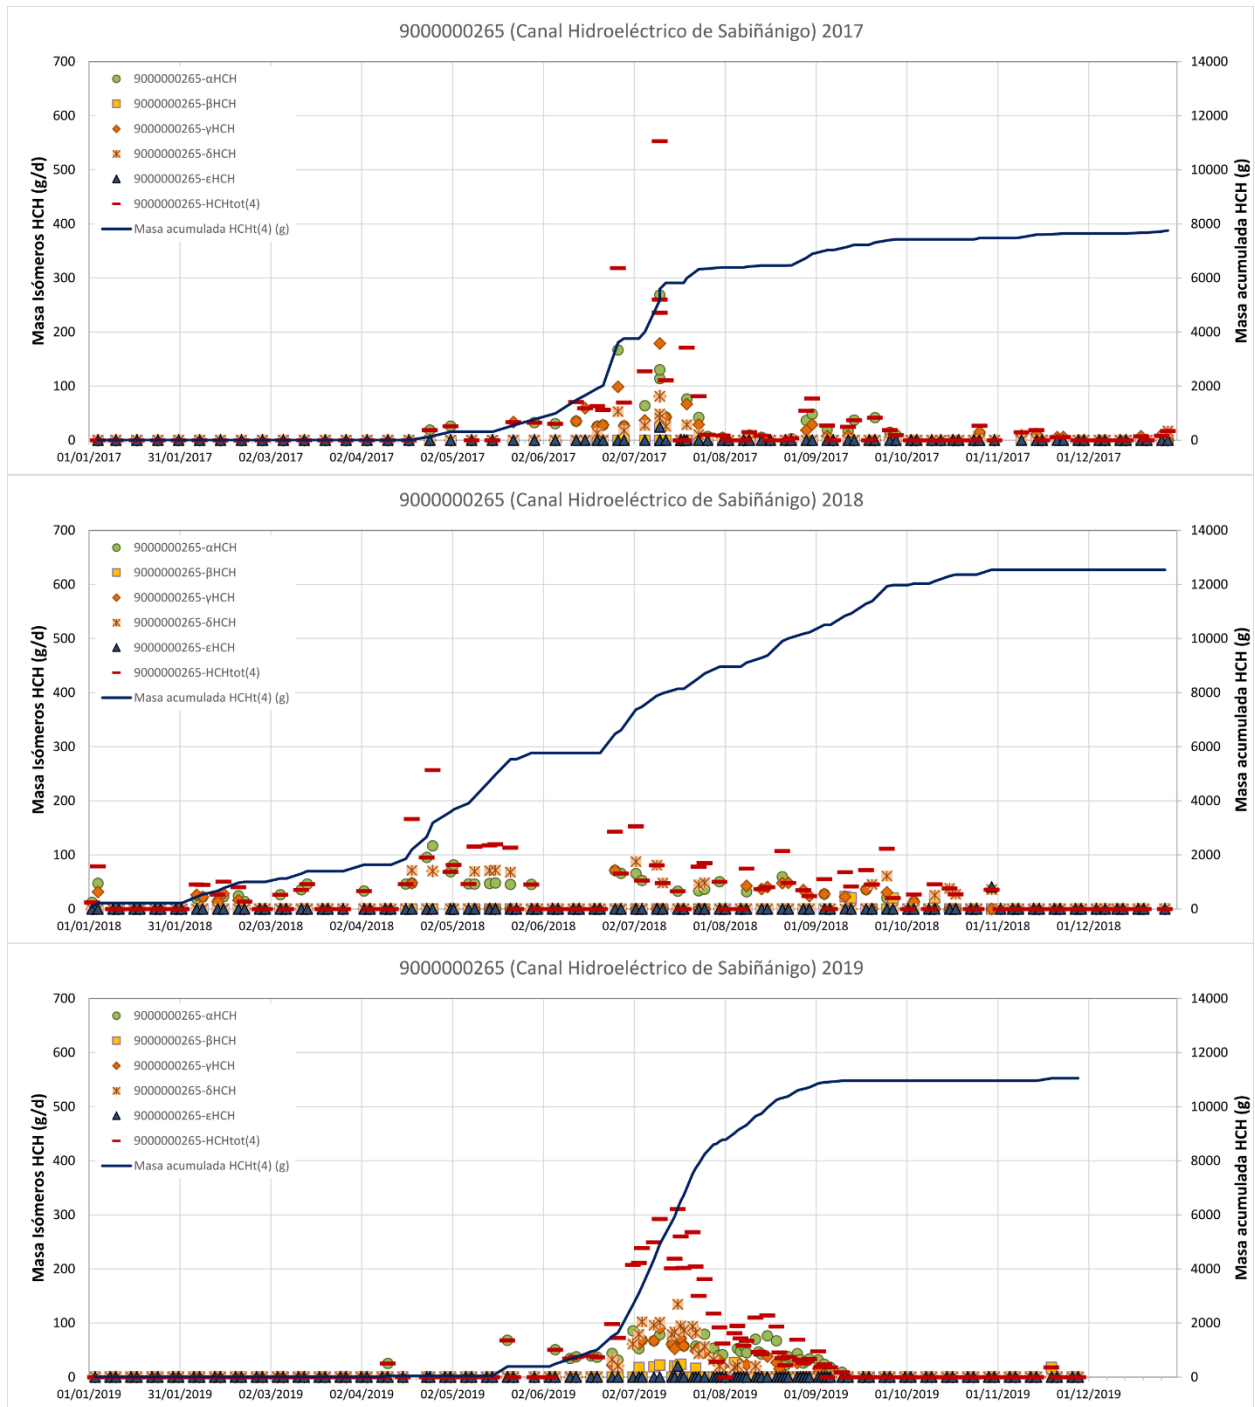 9000000265 (Canal Hidroeléctrico de Sabiñánigo) 2017
Masa Isómeros HCH (g/d)
700
600
500
400
300
200
100
0
9000000265-αHCH
9000000265-βHCH
9000000265-γHCH
9000000265-δHCH
9000000265-εHCH
9000000265-HCHtot(4)
Masa acumulada HCHt(4) (g)
14000
12000
10000
8000
6000
4000
2000
0
Masa acumulada HCH (g)
01/01/2017 31/01/2017 02/03/2017 02/04/2017 02/05/2017 02/06/2017 02/07/2017 01/08/2017 01/09/2017 01/10/2017 01/11/2017 01/12/2017
9000000265 (Canal Hidroeléctrico de Sabiñánigo) 2018
Masa Isómeros HCH (g/d)
700
600
500
400
300
200
100
0
9000000265-αHCH
9000000265-βHCH
9000000265-γHCH
9000000265-δHCH
9000000265-εHCH
9000000265-HCHtot(4)
Masa acumulada HCHt(4) (g)
14000
12000
10000
8000
6000
4000
2000
0
Masa acumulada HCH (g)
01/01/2018 31/01/2018 02/03/2018 02/04/2018 02/05/2018 02/06/2018 02/07/2018 01/08/2018 01/09/2018 01/10/2018 01/11/2018 01/12/2018
9000000265 (Canal Hidroeléctrico de Sabiñánigo) 2019
Masa Isómeros HCH (g/d)
700
600
500
400
300
200
100
0
9000000265-αHCH
9000000265-βHCH
9000000265-γHCH
9000000265-δHCH
9000000265-εHCH
9000000265-HCHtot(4)
Masa acumulada HCHt(4) (g)
14000
12000
10000
8000
6000
4000
2000
0
Masa acumulada HCH (g)
01/01/2019 31/01/2019 02/03/2019 02/04/2019 02/05/2019 02/06/2019 02/07/2019 01/08/2019 01/09/2019 01/10/2019 01/11/2019 01/12/2019